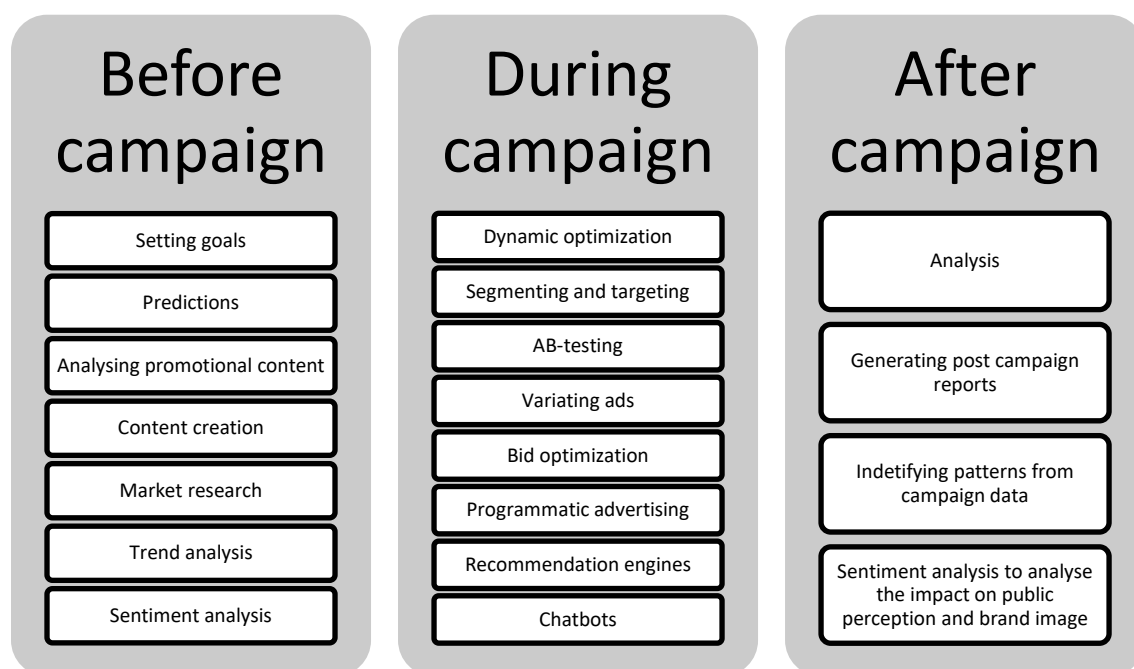 Before
campaign
Setting goals
Predictions
Analysing promotional content
Content creation
Market research
Trend analysis
Sentiment analysis
During
campaign
Dynamic optimization
Segmenting and targeting
AB-testing
Variating ads
Bid optimization
Programmatic advertising
Recommendation engines
Chatbots
After
campaign
Analysis
Generating post campaign
reports
Indetifying patterns from
campaign data
Sentiment analysis to analyse
the impact on public
perception and brand image